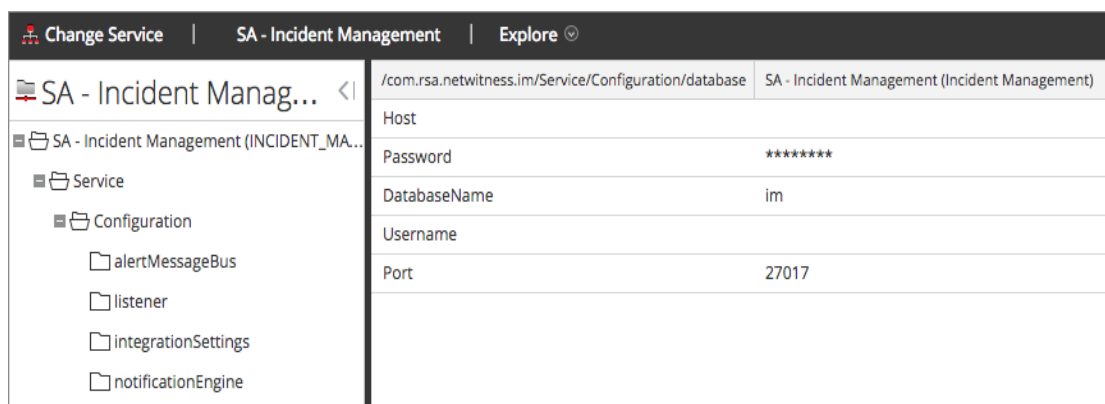 Change Service | SA - Incident Management | Explore
SA - Incident Manag...
SA - Incident Management (INCIDENT_MA...
Service
Configuration
alertMessageBus
listener
integrationSettings
notificationEngine
/com.rsa.netwitness.im/Service/Configuration/database SA - Incident Management (Incident Management)
Host
Password ********
DatabaseName im
Username
Port 27017